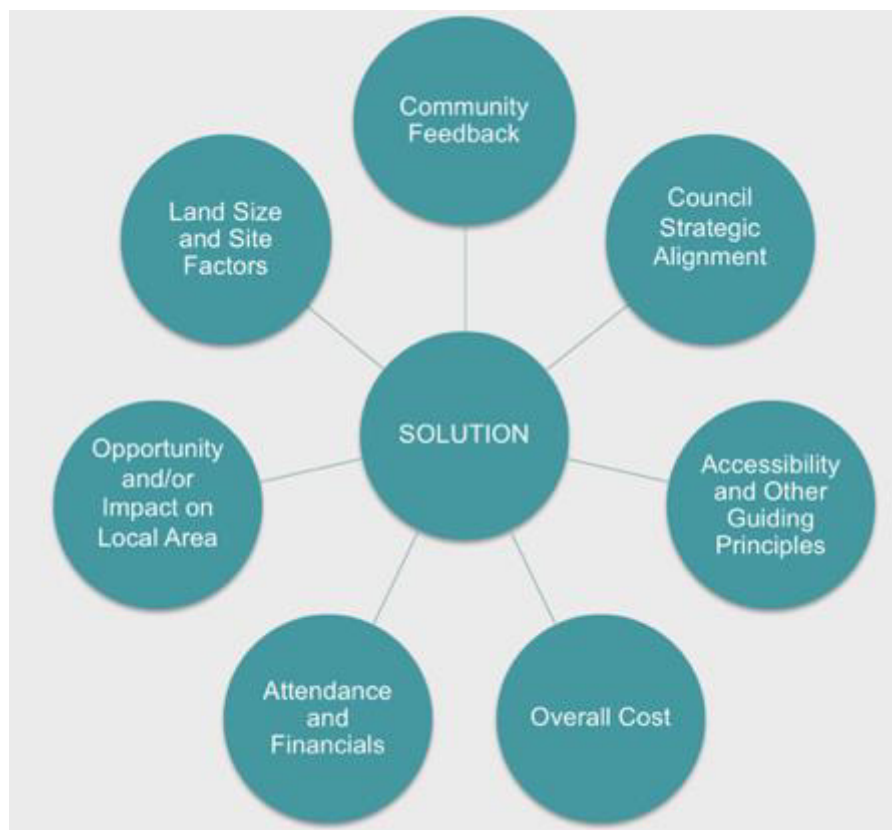 Community
Feedback
Council
Strategic
Alignment
Accessibility
and Other
Guiding
Principles
Overall Cost
Attendance
and
Financials
Opportunity
and/or
Impact on
Local Area
Land Size
and Site
Factors
SOLUTION